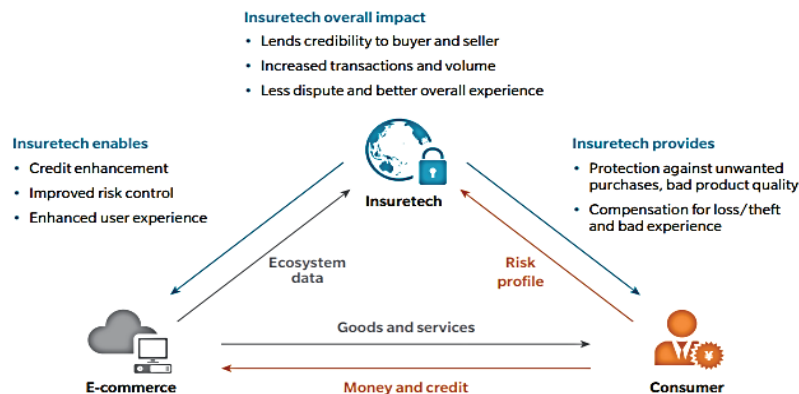 Insuretech overall impact
• Lends credibility to buyer and seller
• Increased transactions and volume
• Less dispute and better overall experience
Insuretech enables
• Credit enhancement
• Improved risk control
• Enhanced user experience
Insuretech provides
• Protection against unwanted
purchases, bad product quality
• Compensation for loss/theft
and bad experience
Insuretech
Ecosystem
data
Risk
profile
Goods and services
¥
E-commerce
Money and credit
Consumer